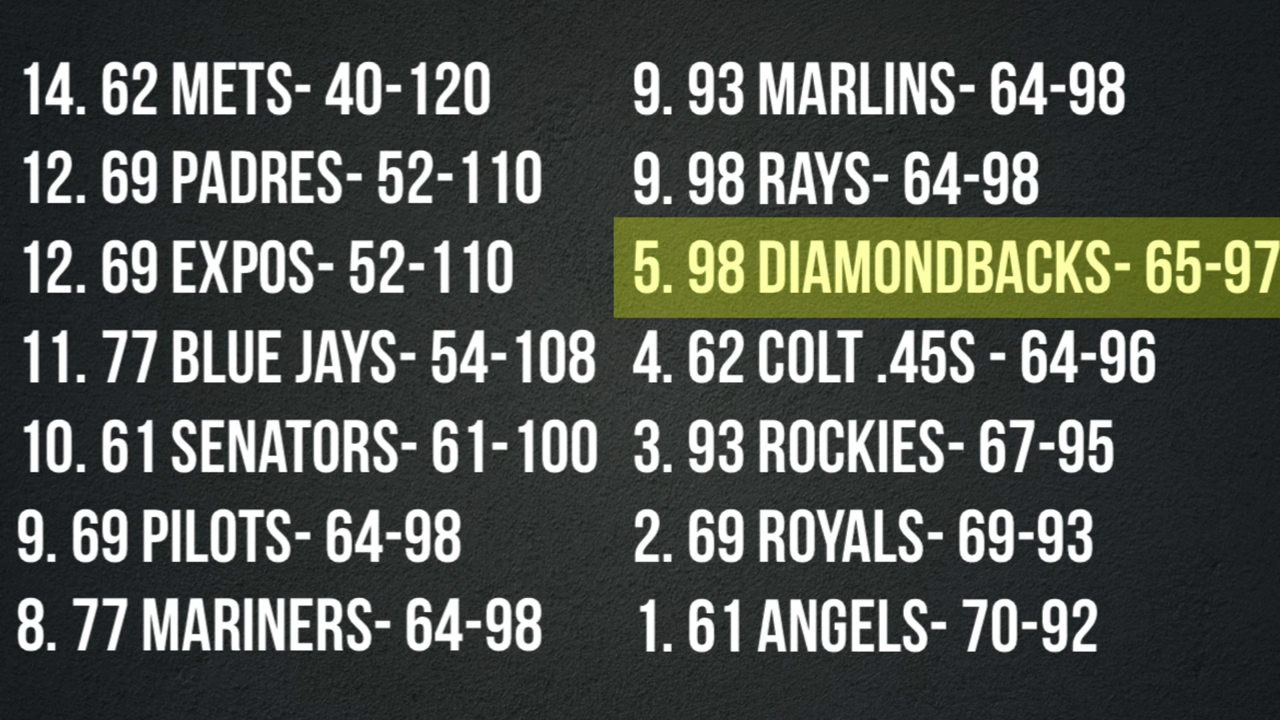 14. 62 METS- 40-120
12. 69 PADRES- 52-110
12. 69 EXPOS- 52-110
11. 77 BLUE JAYS- 54-108
10. 61 SENATORS- 61-100
9. 69 PILOTS- 64-98
8. 77 MARINERS- 64-98
9. 93 MARLINS- 64-98
9. 98 RAYS- 64-98
5. 98 DIAMONDBACKS- 65-97
4. 62 COLT .45S - 64-96
3. 93 ROCKIES- 67-95
2. 69 ROYALS- 69-93
1. 61 ANGELS- 70-92